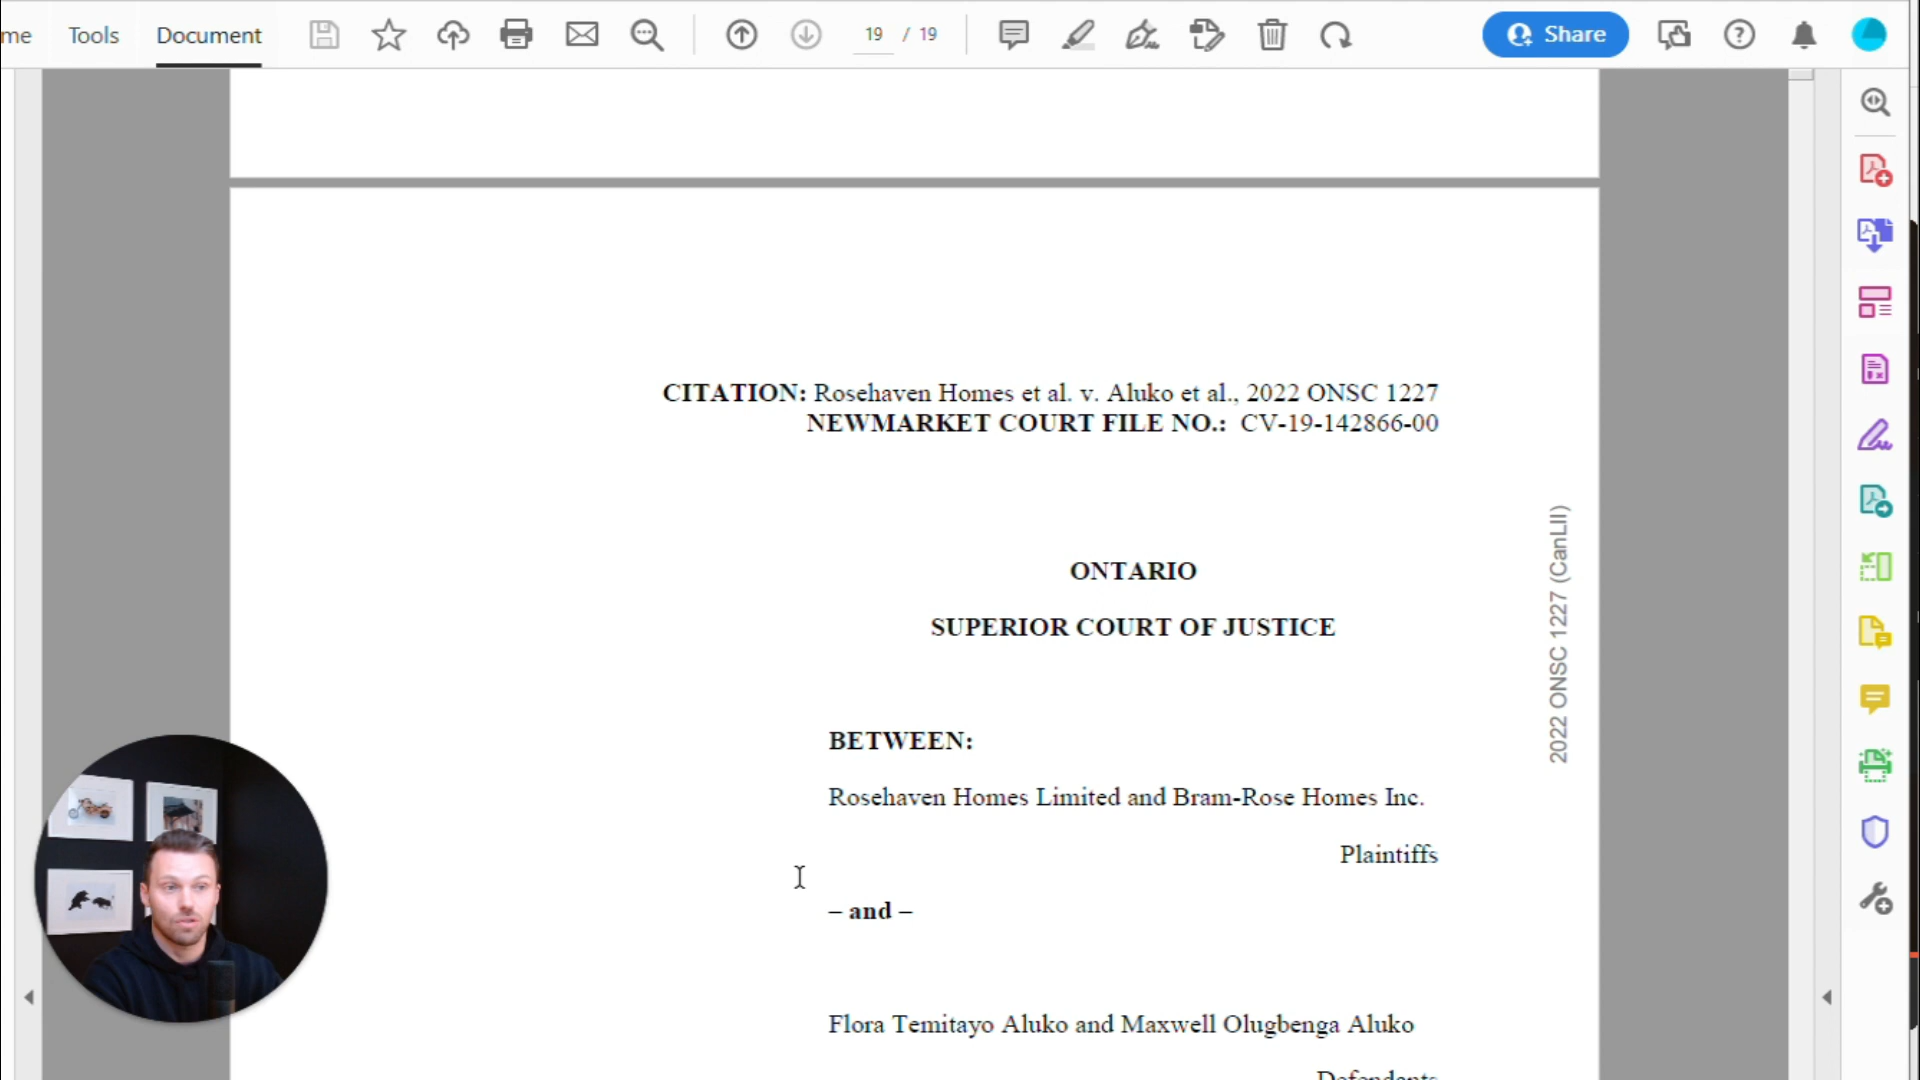 me Tools Document 19 / 19 Share
CITATION: Rosehaven Homes et al. v. Aluko et al., 2022 ONSC 1227
NEWMARKET COURT FILE NO.: CV-19-142866-00
ONTARIO
SUPERIOR COURT OF JUSTICE
2022 ONSC 1227 (CanLII)
BETWEEN:
Rosehaven Homes Limited and Bram-Rose Homes Inc.
Plaintiffs
– and –
Flora Temitayo Aluko and Maxwell Olugbenga Aluko
Defendants